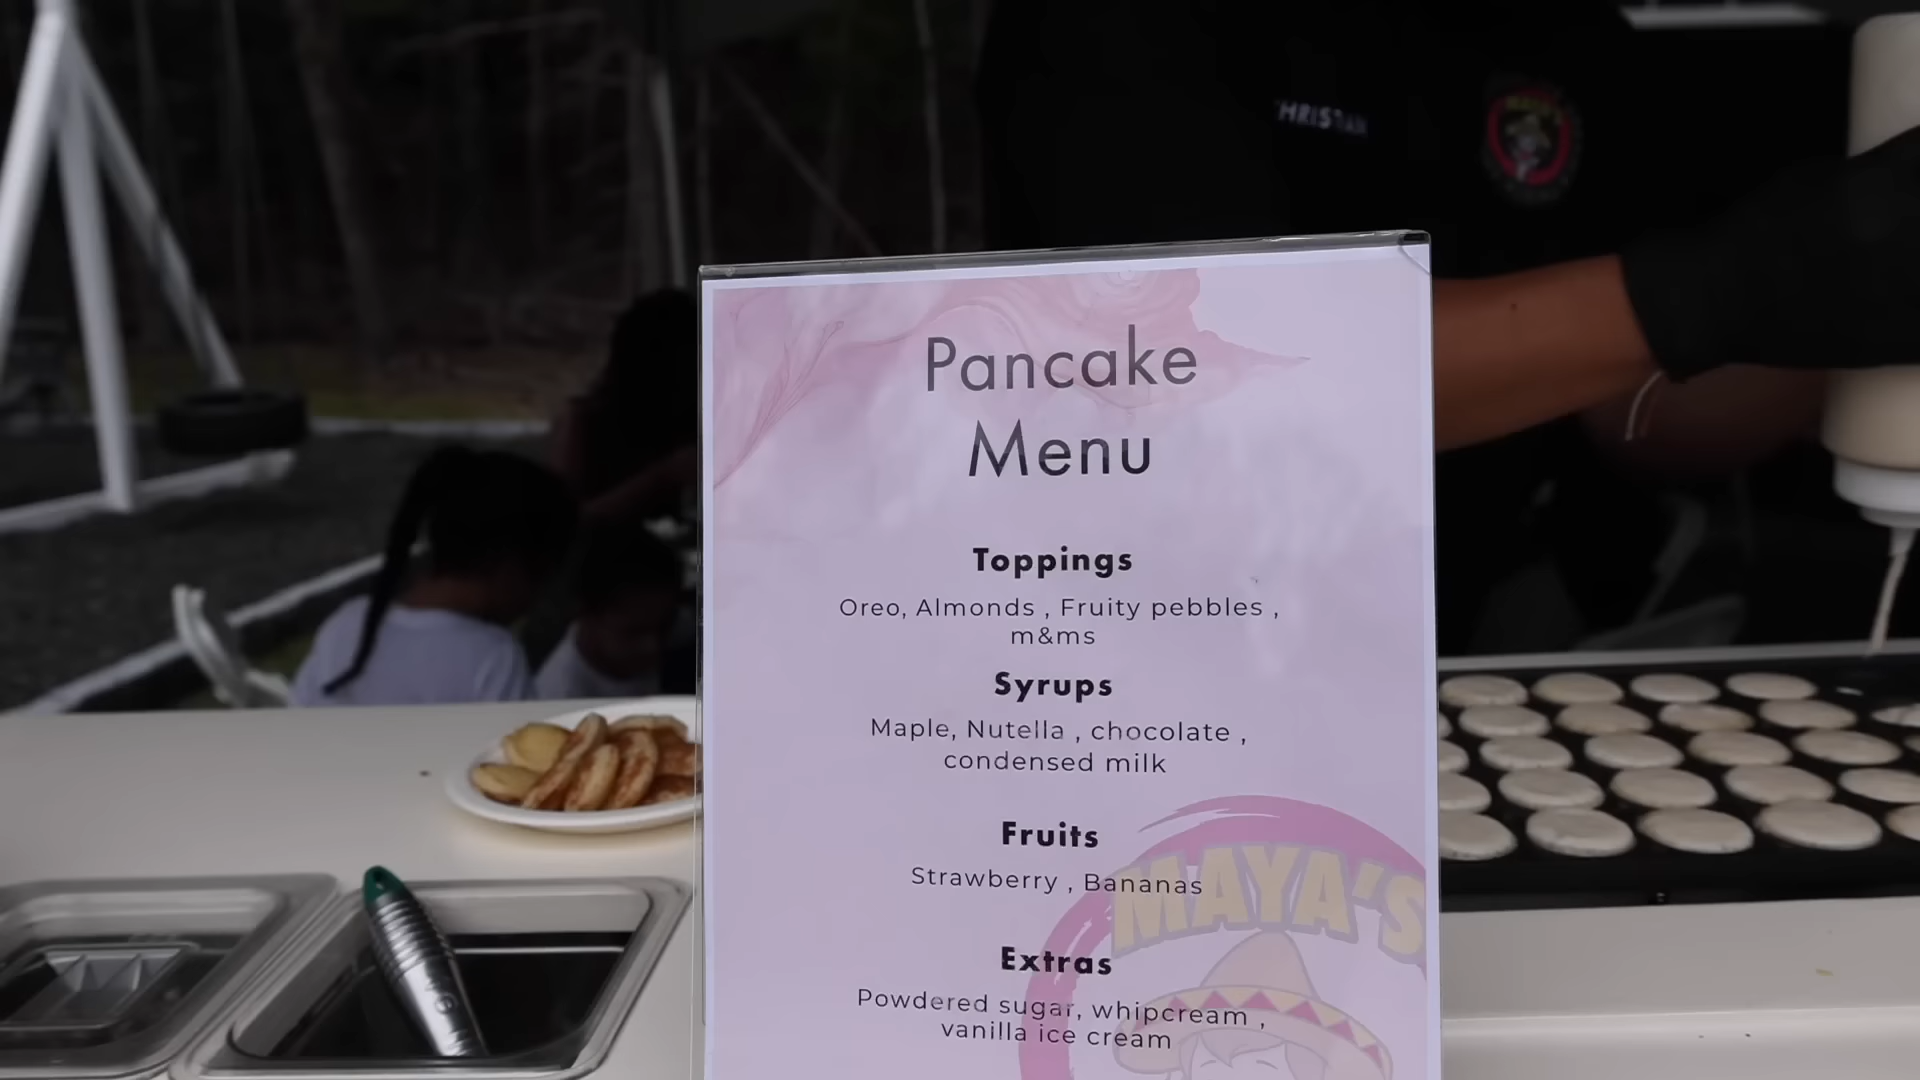 Pancake
Menu
Toppings
Oreo, Almonds , Fruity pebbles ,
m&ms
Syrups
Maple, Nutella , chocolate ,
condensed milk
Fruits
Strawberry , Bananas
MAYA'S
Extras
Powdered sugar, whipcream ,
vanilla ice cream